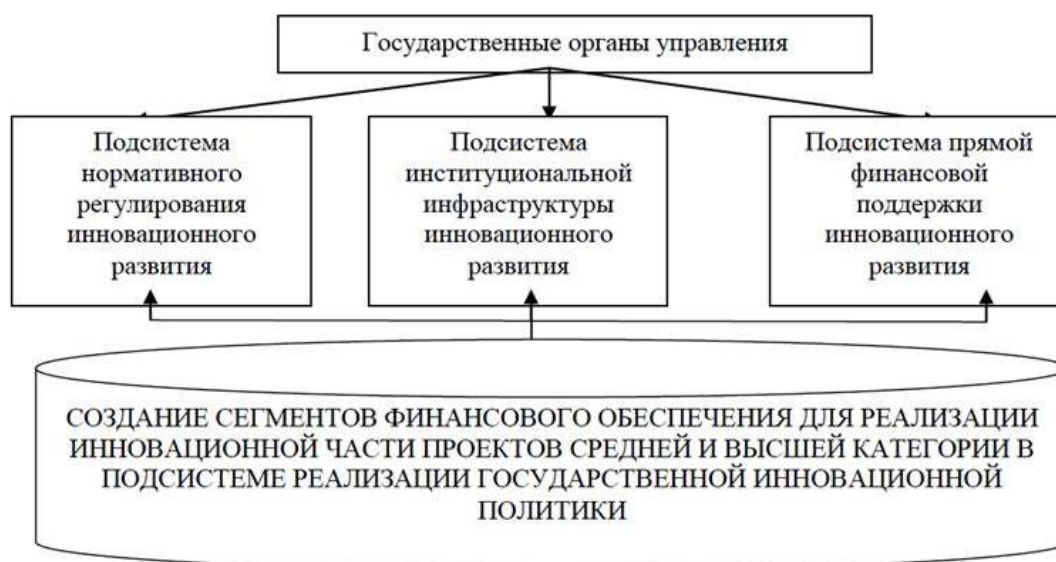 Государственные органы управления
Подсистема
нормативного
регулирования
инновационного
развития
Подсистема
институциональной
инфраструктуры
инновационного
развития
Подсистема прямой
финансовой
поддержки
инновационного
развития
СОЗДАНИЕ СЕГМЕНТОВ ФИНАНСОВОГО ОБЕСПЕЧЕНИЯ ДЛЯ РЕАЛИЗАЦИИ
ИННОВАЦИОННОЙ ЧАСТИ ПРОЕКТОВ СРЕДНЕЙ И ВЫСШЕЙ КАТЕГОРИИ В
ПОДСИСТЕМЕ РЕАЛИЗАЦИИ ГОСУДАРСТВЕННОЙ ИННОВАЦИОННОЙ
ПОЛИТИКИ